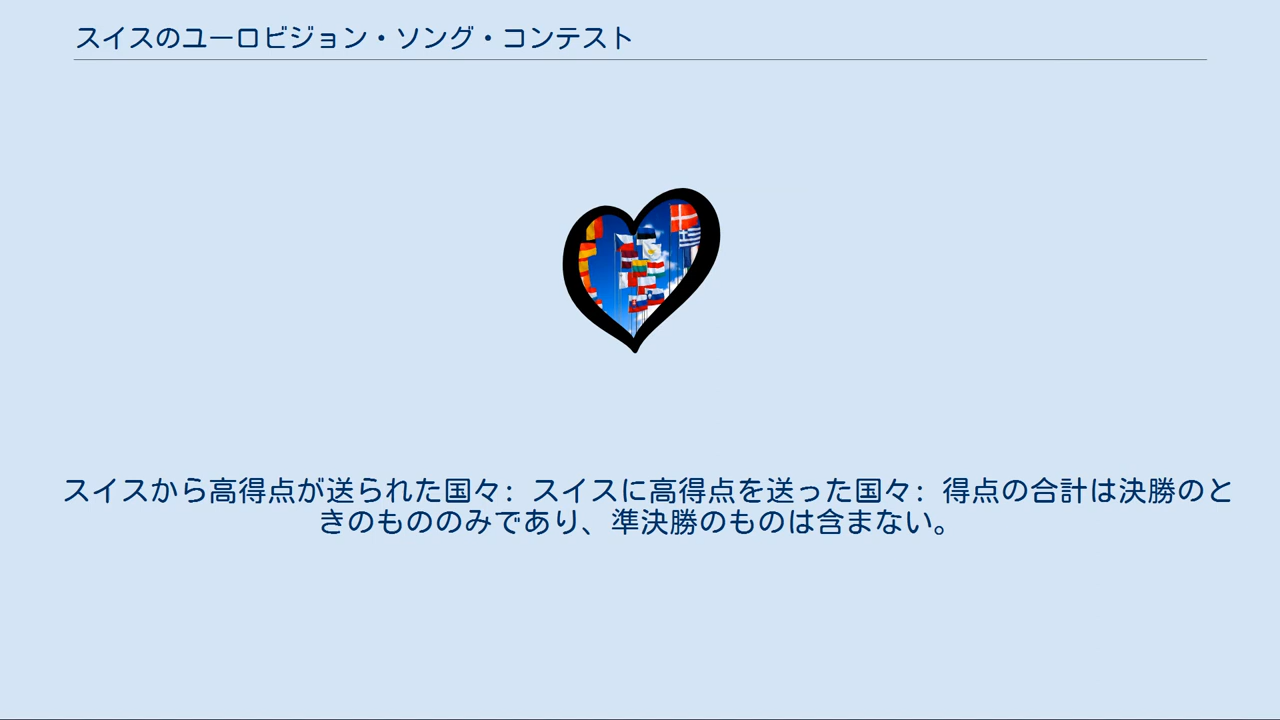 スイスのユーロビジョン・ソング・コンテスト
スイスから高得点が送られた国々: スイスに高得点を送った国々: 得点の合計は決勝のと
きのもののみであり、準決勝のものは含まない。